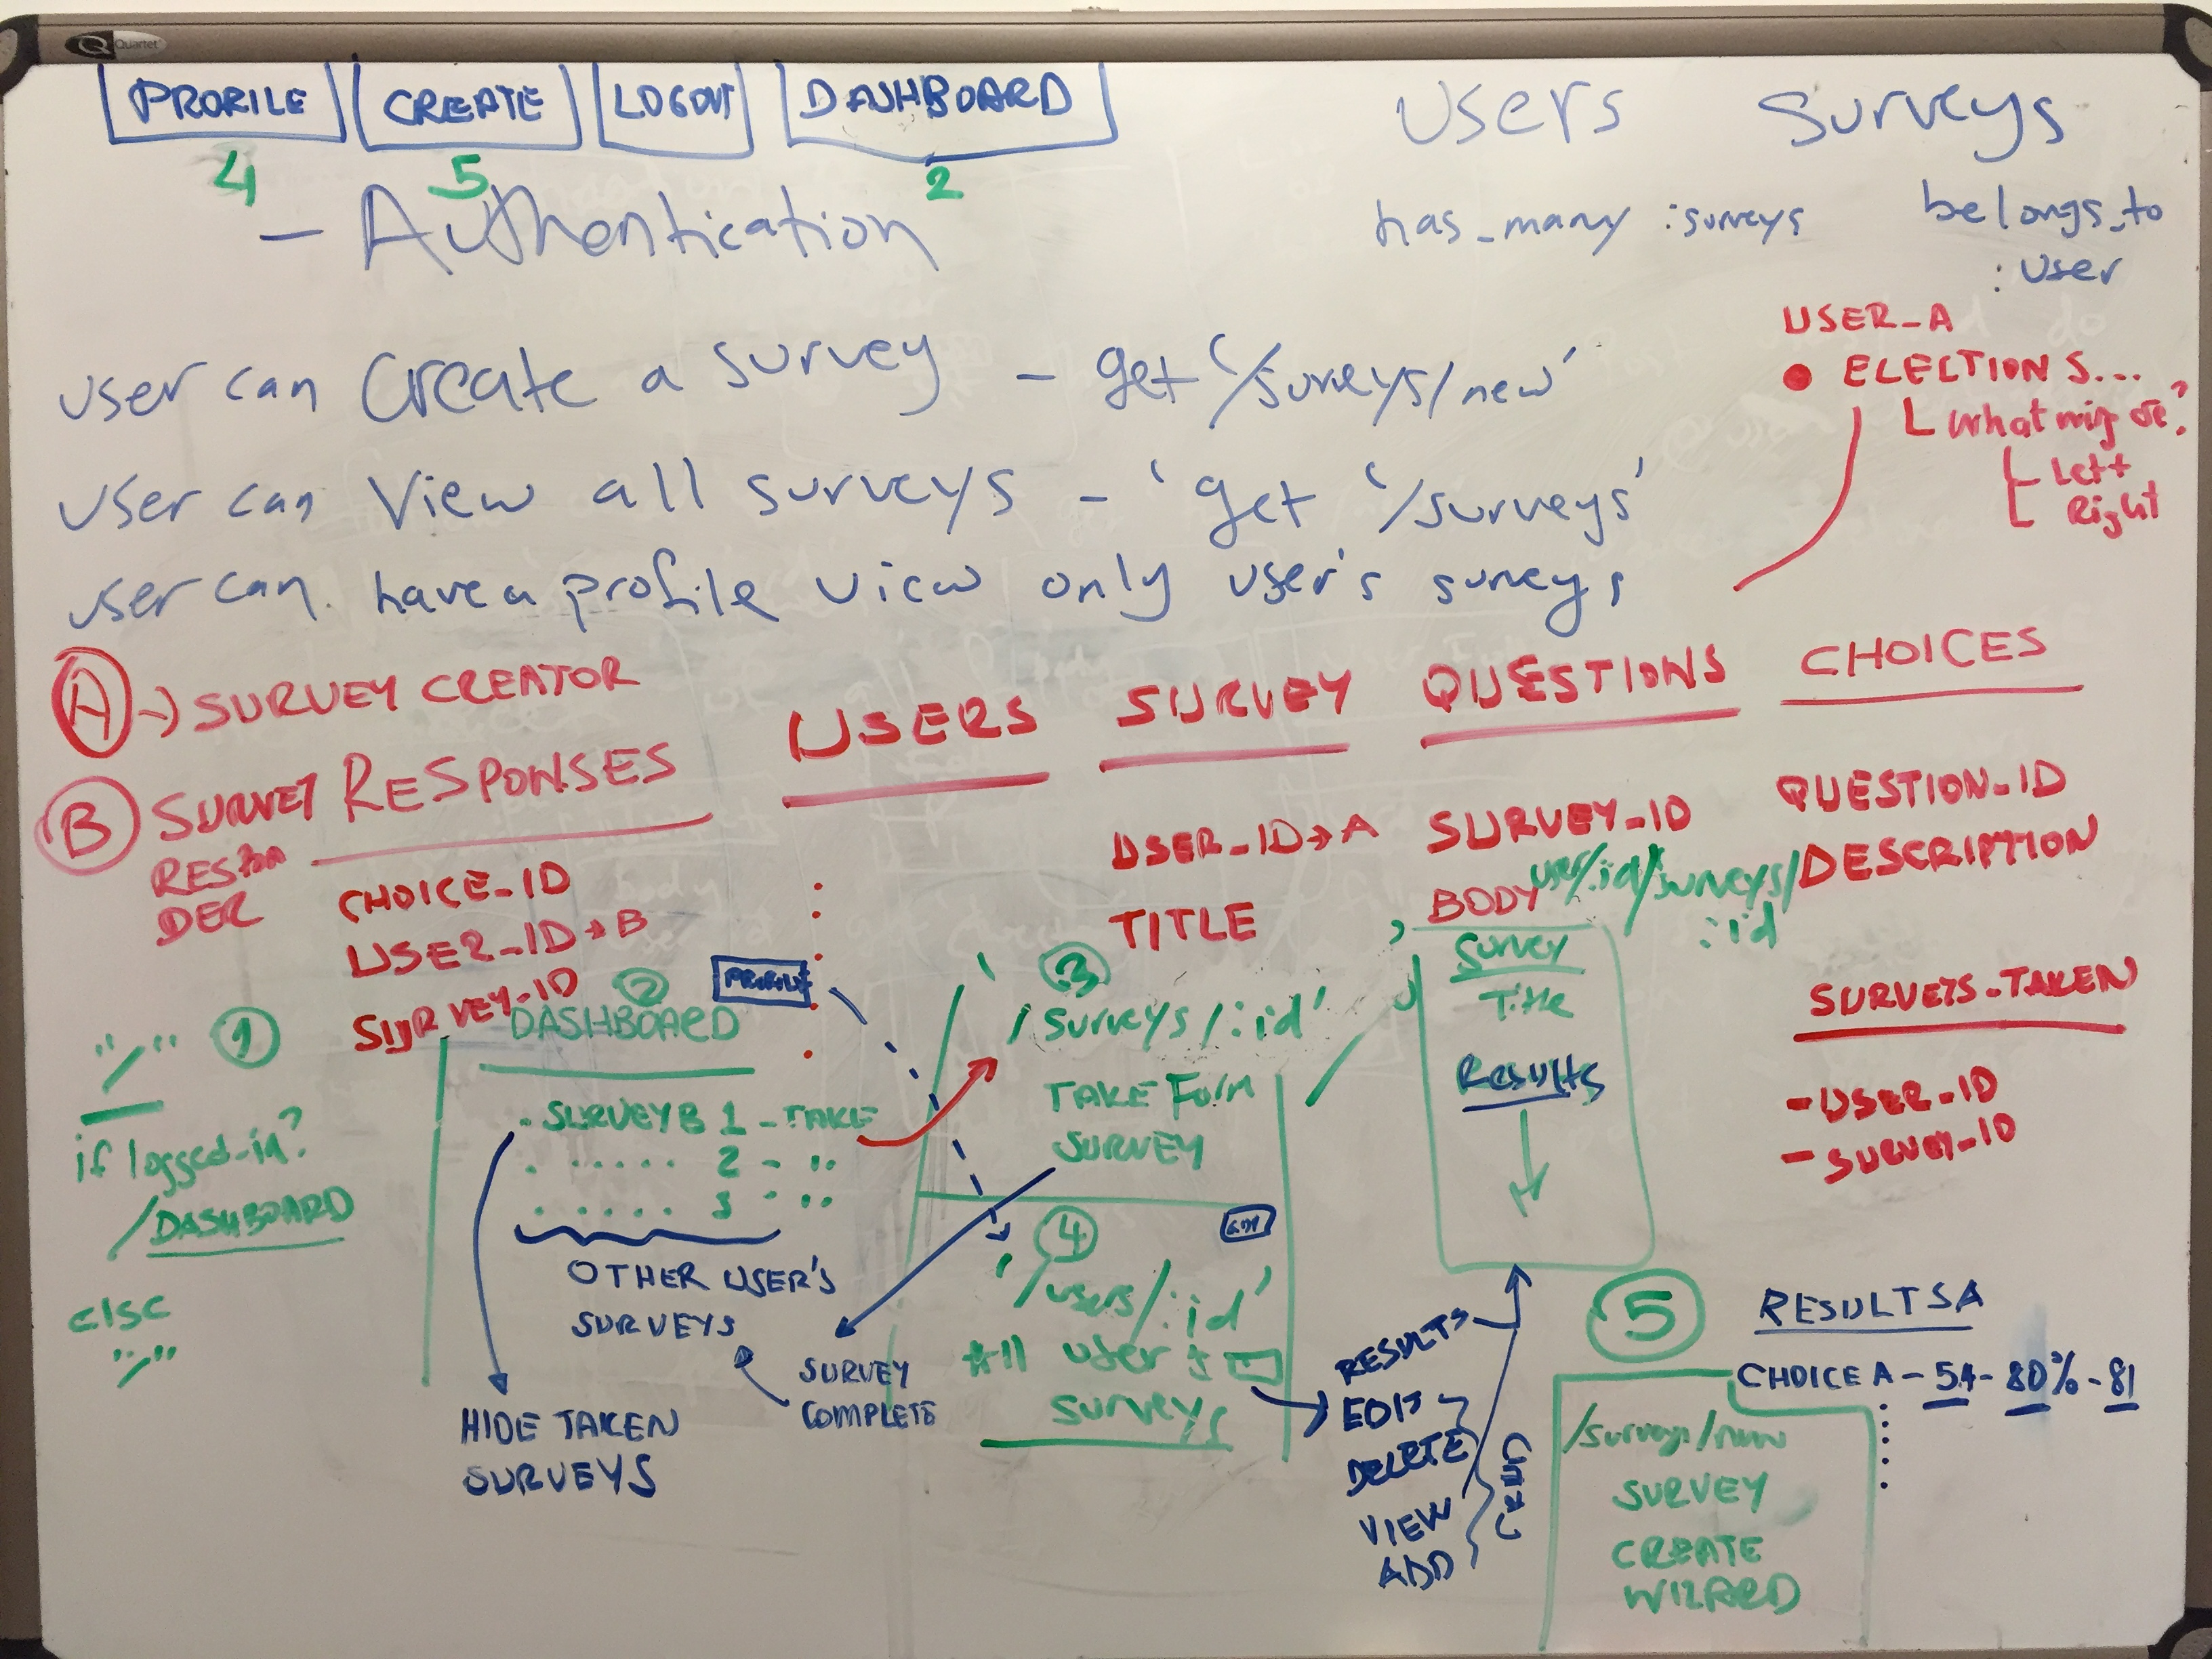 Quartet
PROFILE CREATE LOGOUT DASHBOARD
4 5 2
Users Surveys
- Authentication
has_many :surveys belongs_to
:user
user can create a survey - get '/surveys/new'
user can view all surveys - 'get '/surveys'
user can have a profile view only user's surveys
USER_A
ELECTIONS...
What
Left
Right
A → SURVEY CREATOR
B SURVEY RESPONSES
RESPON
DER
CHOICE_ID
USER_ID→B
SURVEY_ID
USERS
SURVEY
USER_ID→A
TITLE
QUESTIONS
SURVEY_ID
BODY
CHOICES
QUESTION_ID
DESCRIPTION
SURVEYS_TAKEN
-USER_ID
-SURVEY_ID
user/:id/surveys/
:id
1
"/"
if logged_in?
/DASHBOARD
else
"/"
2
DASHBOARD
PROFILE
. SURVEY B 1 - TAKE
. ..... 2 - ''
. ..... 3 - ''
OTHER USER'S
SURVEYS
HIDE TAKEN
SURVEYS
SURVEY
COMPLETE
3
'/surveys/:id'
TAKE Form
SURVEY
4
'/users/:id'
All user's
surveys
Survey
Title
Results
RESULTS
EDIT
DELETE
VIEW
ADD
5
/surveys/new
SURVEY
CREATE
WIZARD
RESULTS A
CHOICE A - 54 - 80% - 81